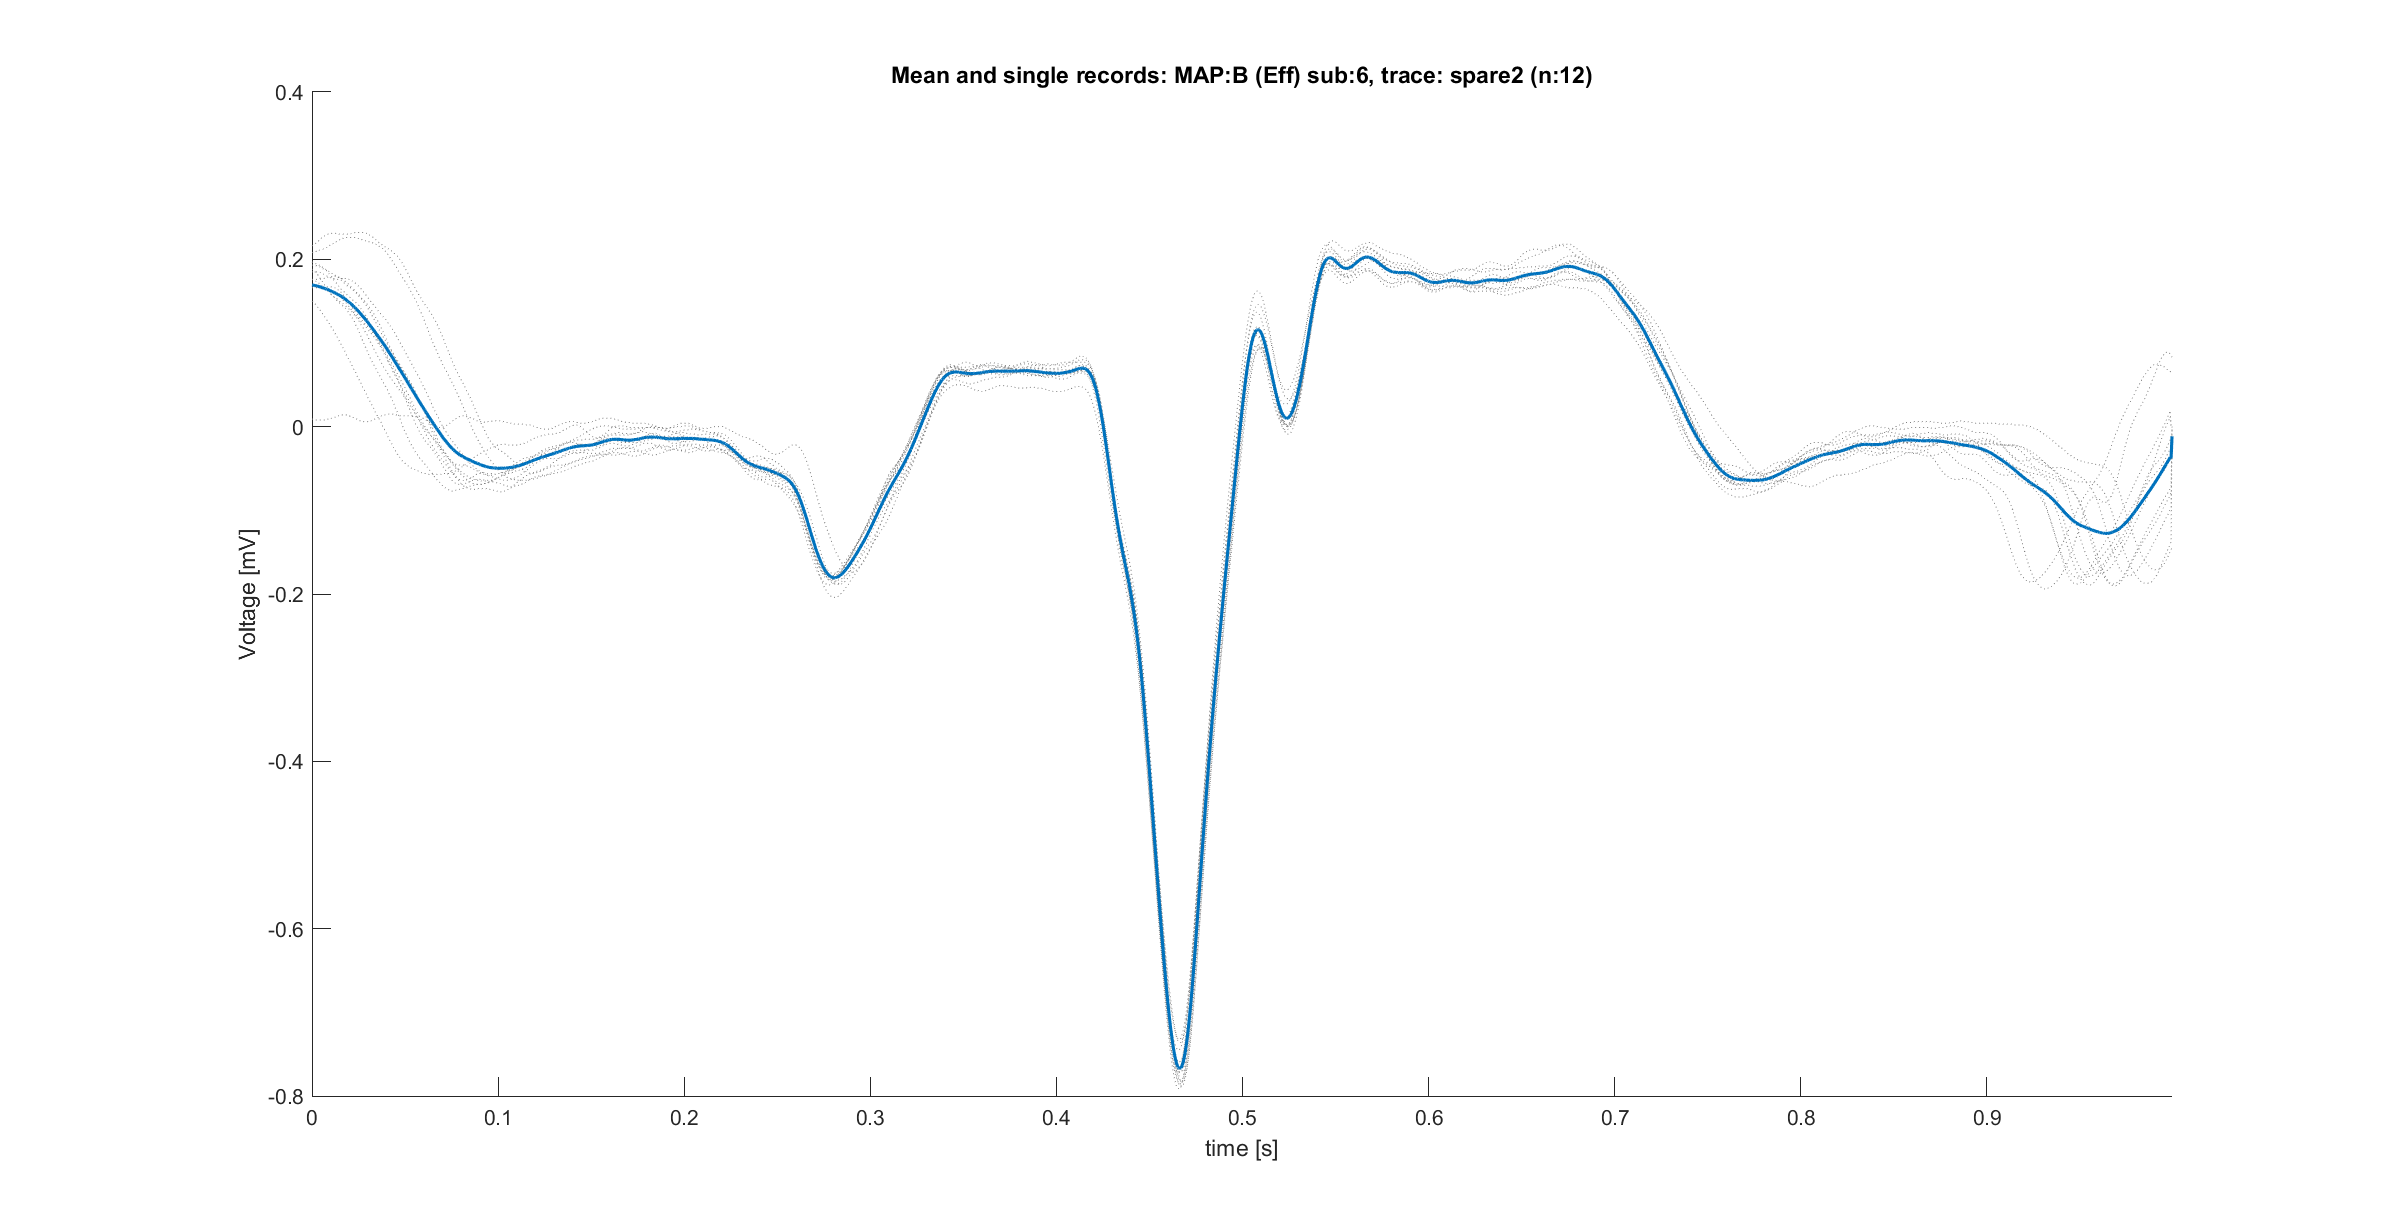 Mean and single records: MAP:B (Eff) sub:6, trace: spare2 (n:12)
0.4
0.2
0
-0.2
-0.4
-0.6
-0.8
Voltage [mV]
0 0.1 0.2 0.3 0.4 0.5 0.6 0.7 0.8 0.9
time [s]